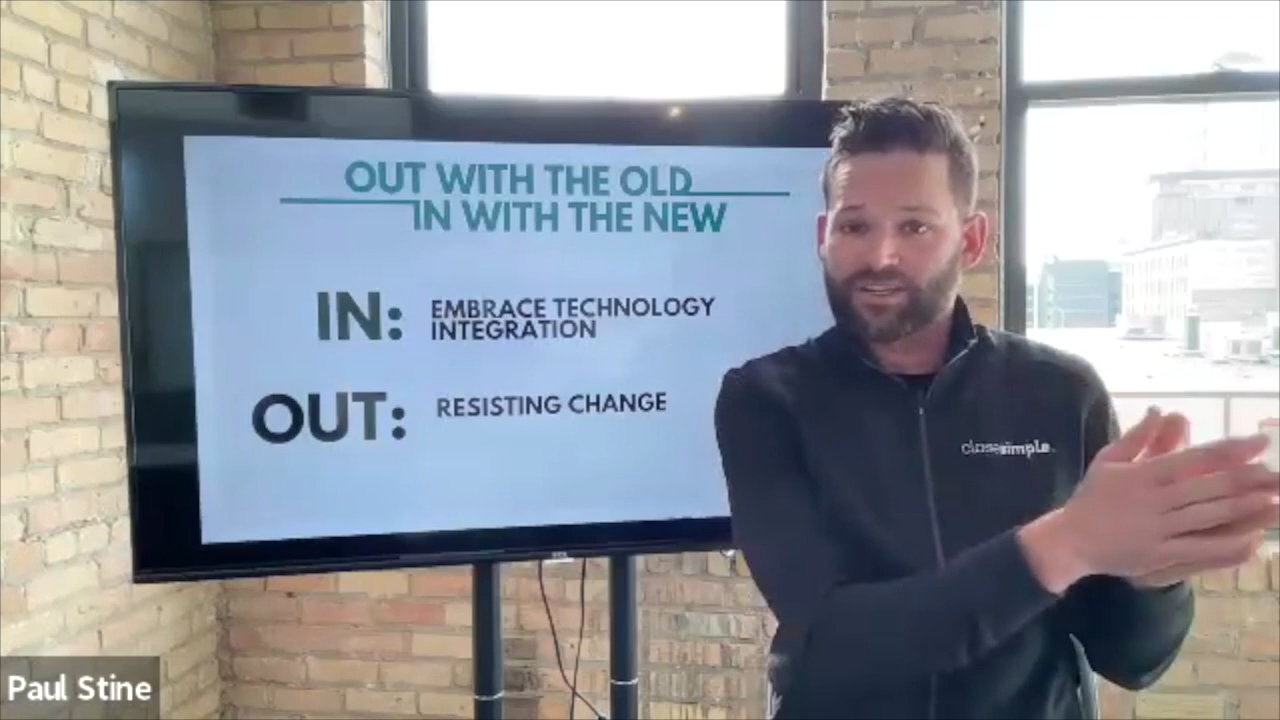 OUT WITH THE OLD
IN WITH THE NEW
IN: EMBRACE TECHNOLOGY
INTEGRATION
OUT: RESISTING CHANGE
closesimple
Paul Stine